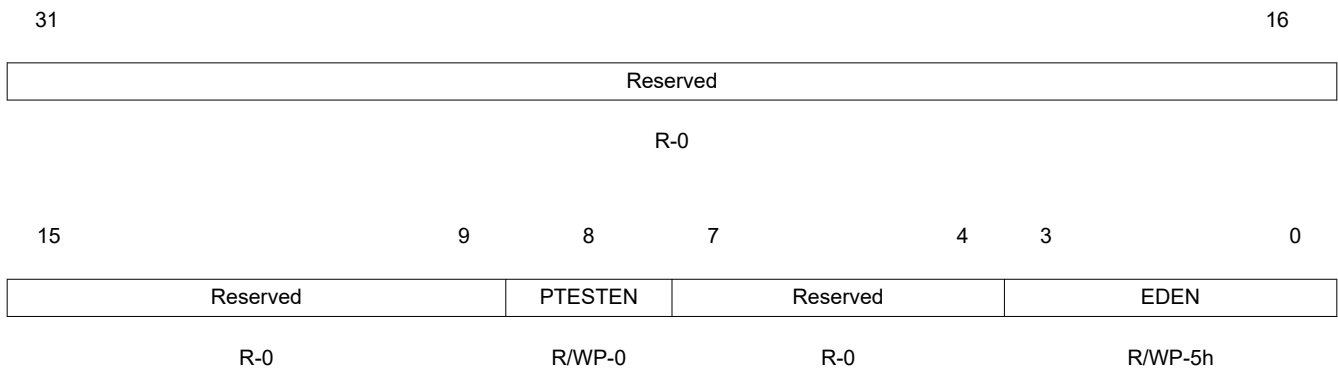 31 16
Reserved
R-0
15 9 8 7 4 3 0
Reserved PTESTEN Reserved EDEN
R-0 R/WP-0 R-0 R/WP-5h